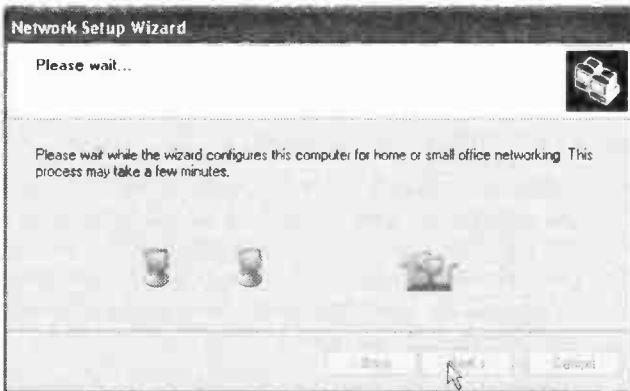 Network Setup Wizard
Please wait...
Please wait while the wizard configures this computer for home or small office networking. This
process may take a few minutes.
Cancel